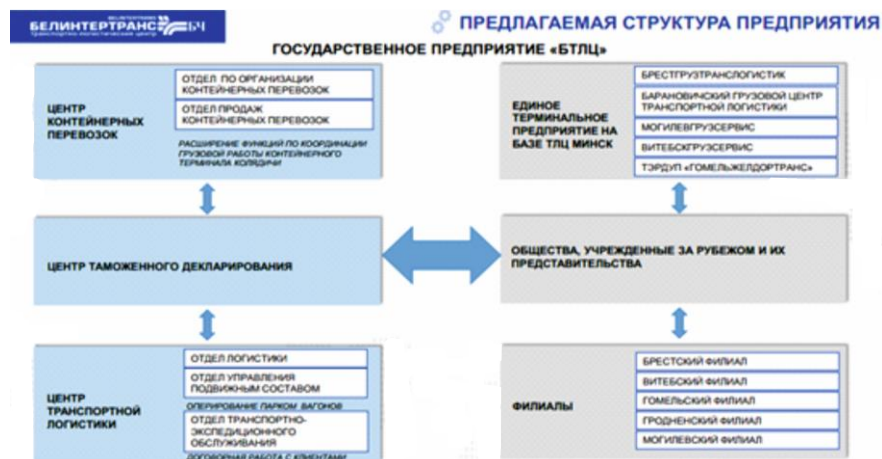 БЕЛИНТЕРТРАНС БЧ
транспортно-логистический центр
ПРЕДЛАГАЕМАЯ СТРУКТУРА ПРЕДПРИЯТИЯ
ГОСУДАРСТВЕННОЕ ПРЕДПРИЯТИЕ «БТЛЦ»
ЦЕНТР
КОНТЕЙНЕРНЫХ
ПЕРЕВОЗОК
ОТДЕЛ ПО ОРГАНИЗАЦИИ
КОНТЕЙНЕРНЫХ ПЕРЕВОЗОК
ОТДЕЛ ПРОДАЖ
КОНТЕЙНЕРНЫХ ПЕРЕВОЗОК
РАСШИРЕНИЕ ФУНКЦИЙ ПО КООРДИНАЦИИ
ГРУЗОВОЙ РАБОТЫ КОНТЕЙНЕРНОГО
ТЕРМИНАЛА КОЛЯДИЧИ
ЕДИНОЕ
ТЕРМИНАЛЬНОЕ
ПРЕДПРИЯТИЕ НА
БАЗЕ ТЛЦ МИНСК
БРЕСТГРУЗТРАНСЛОГИСТИК
БАРАНОВИЧСКИЙ ГРУЗОВОЙ ЦЕНТР
ТРАНСПОРТНОЙ ЛОГИСТИКИ
МОГИЛЕВГРУЗСЕРВИС
ВИТЕБСКГРУЗСЕРВИС
ТЭРДУП «ГОМЕЛЬЖЕЛДОРТРАНС»
ЦЕНТР ТАМОЖЕННОГО ДЕКЛАРИРОВАНИЯ
ОБЩЕСТВА, УЧРЕЖДЕННЫЕ ЗА РУБЕЖОМ И ИХ
ПРЕДСТАВИТЕЛЬСТВА
ЦЕНТР
ТРАНСПОРТНОЙ
ЛОГИСТИКИ
ОТДЕЛ ЛОГИСТИКИ
ОТДЕЛ УПРАВЛЕНИЯ
ПОДВИЖНЫМ СОСТАВОМ
ОПЕРИРОВАНИЕ ПАРКОМ ВАГОНОВ
ОТДЕЛ ТРАНСПОРТНО-
ЭКСПЕДИЦИОННОГО
ОБСЛУЖИВАНИЯ
ДОГОВОРНАЯ РАБОТА С КЛИЕНТАМИ
ФИЛИАЛЫ
БРЕСТСКИЙ ФИЛИАЛ
ВИТЕБСКИЙ ФИЛИАЛ
ГОМЕЛЬСКИЙ ФИЛИАЛ
ГРОДНЕНСКИЙ ФИЛИАЛ
МОГИЛЕВСКИЙ ФИЛИАЛ